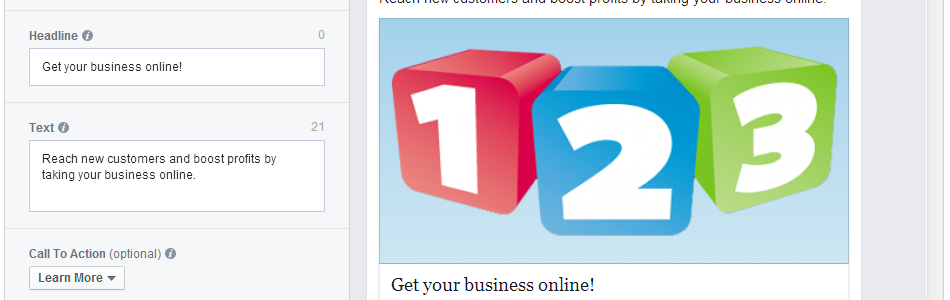 Headline
0
Get your business online!
Text
21
Reach new customers and boost profits by
taking your business online.
Call To Action (optional)
Learn More
Reach new customers and boost profits by taking your business online.
1 2 3
Get your business online!